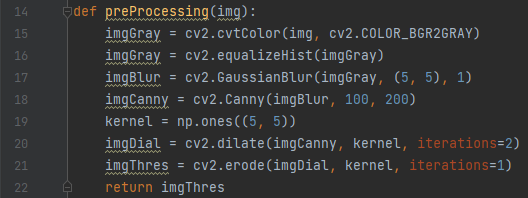 14 def preProcessing(img):
15 imgGray = cv2.cvtColor(img, cv2.COLOR_BGR2GRAY)
16 imgGray = cv2.equalizeHist(imgGray)
17 imgBlur = cv2.GaussianBlur(imgGray, (5, 5), 1)
18 imgCanny = cv2.Canny(imgBlur, 100, 200)
19 kernel = np.ones((5, 5))
20 imgDial = cv2.dilate(imgCanny, kernel, iterations=2)
21 imgThres = cv2.erode(imgDial, kernel, iterations=1)
22 return imgThres